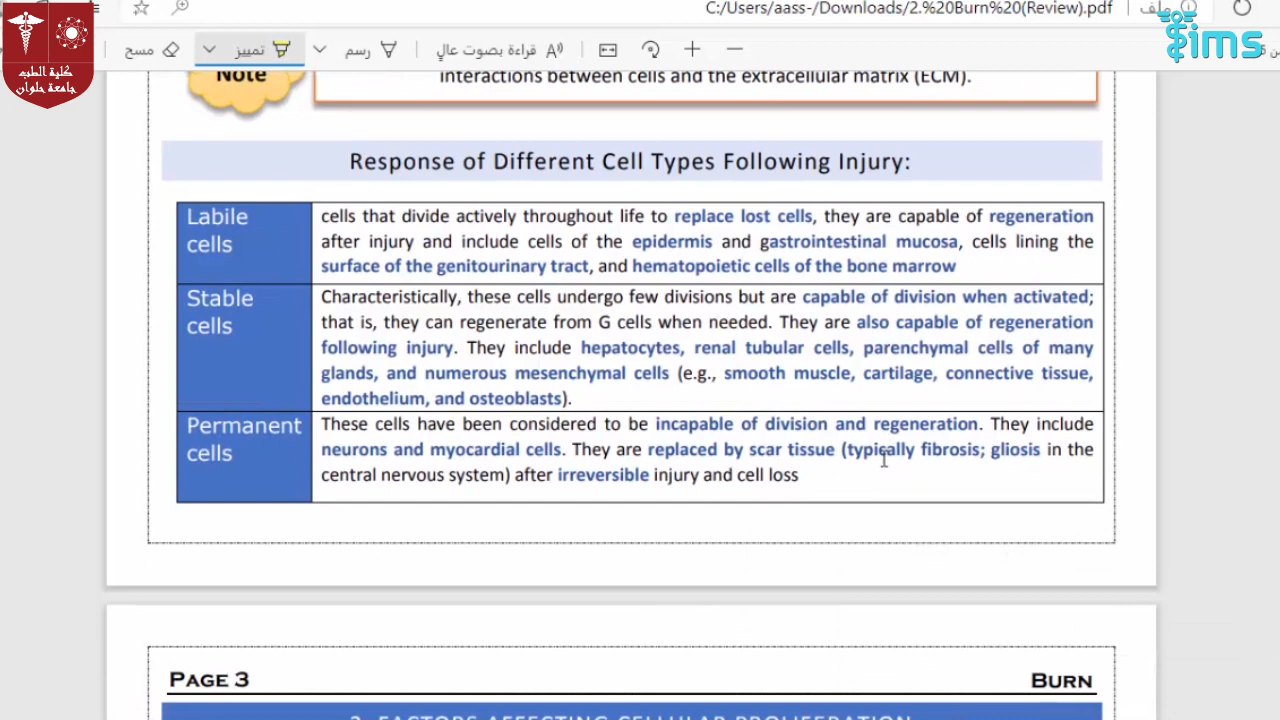 C:/Users/aass-/Downloads/2.%20Burn%20(Review).pdf
ملف
مسح
تمييز
رسم
قراءة بصوت عالٍ
كلية الطب
جامعة حلوان
ims
Note
interactions between cells and the extracellular matrix (ECM).
Response of Different Cell Types Following Injury:
Labile
cells
cells that divide actively throughout life to replace lost cells, they are capable of regeneration
after injury and include cells of the epidermis and gastrointestinal mucosa, cells lining the
surface of the genitourinary tract, and hematopoietic cells of the bone marrow
Stable
cells
Characteristically, these cells undergo few divisions but are capable of division when activated;
that is, they can regenerate from G cells when needed. They are also capable of regeneration
following injury. They include hepatocytes, renal tubular cells, parenchymal cells of many
glands, and numerous mesenchymal cells (e.g., smooth muscle, cartilage, connective tissue,
endothelium, and osteoblasts).
Permanent
cells
These cells have been considered to be incapable of division and regeneration. They include
neurons and myocardial cells. They are replaced by scar tissue (typically fibrosis; gliosis in the
central nervous system) after irreversible injury and cell loss
PAGE 3
BURN
2. FACTORS AFFECTING CELLULAR PROLIFERATION